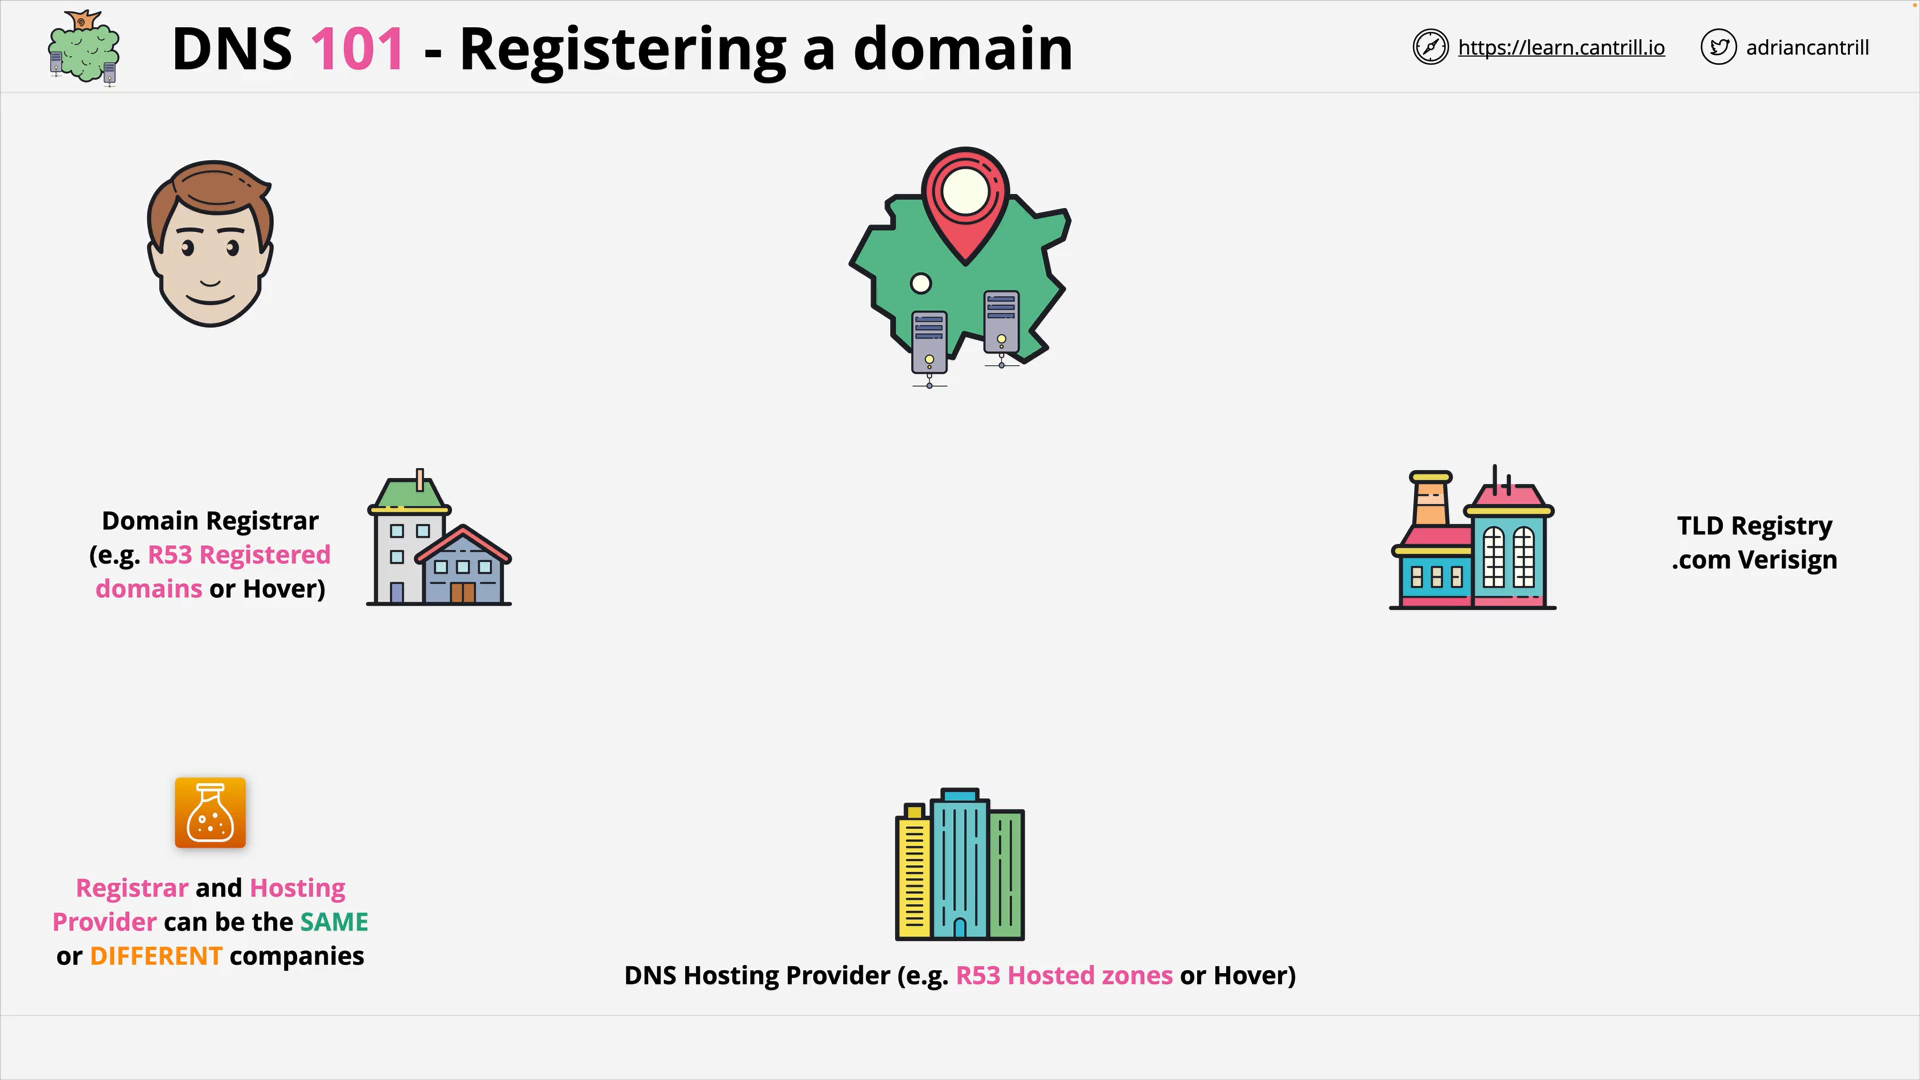 DNS 101 - Registering a domain
https://learn.cantrill.io
adriancantrill
Domain Registrar
(e.g. R53 Registered
domains or Hover)
TLD Registry
.com Verisign
Registrar and Hosting
Provider can be the SAME
or DIFFERENT companies
DNS Hosting Provider (e.g. R53 Hosted zones or Hover)